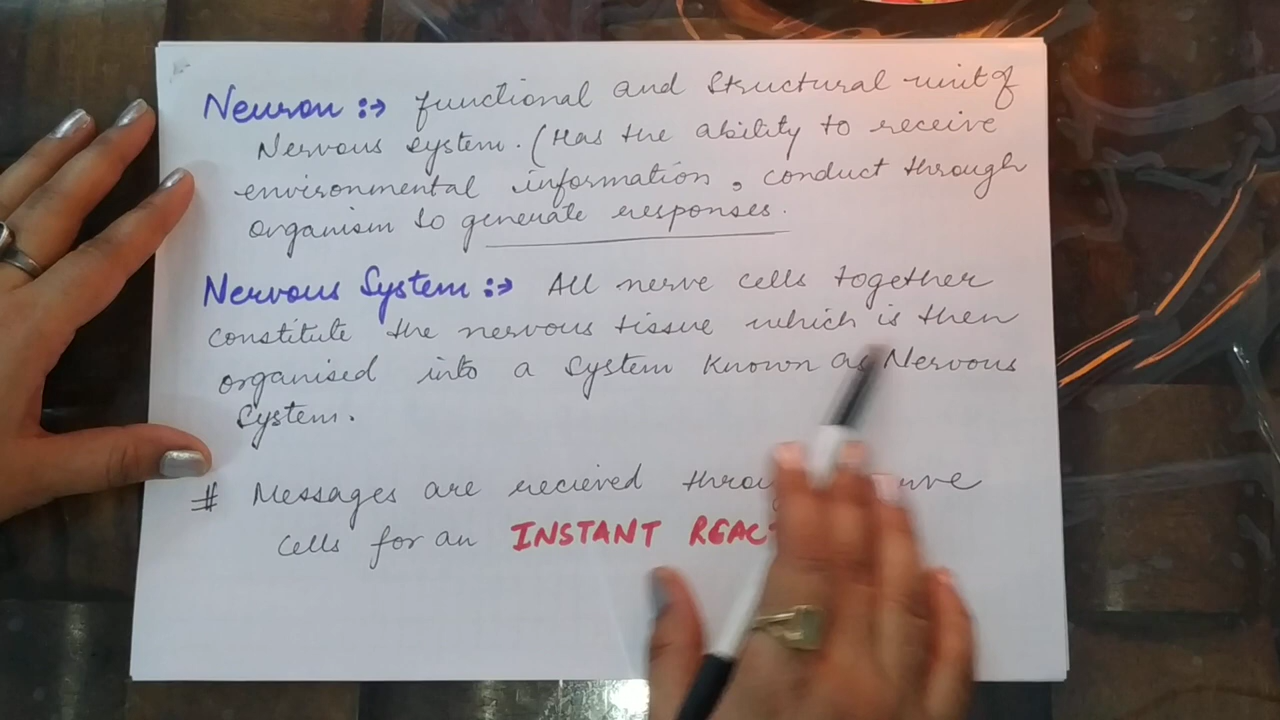 Neuron :→ functional and structural unit of
Nervous system. (Has the ability to receive
environmental information, conduct through
organism to generate responses.
Nervous System :→ All nerve cells together
constitute the nervous tissue which is then
organised into a system known as Nervous
System.
# Messages are recieved
cells for an INSTANT